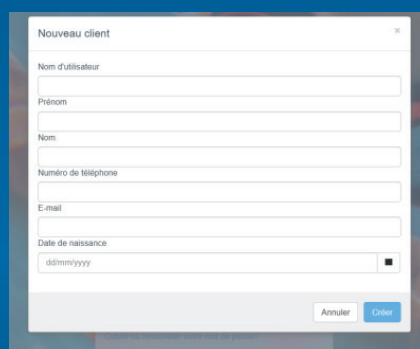 Nouveau client
×
Nom d'utilisateur
Prénom
Nom
Numéro de téléphone
E-mail
Date de naissance
dd/mm/yyyy
Annuler Créer